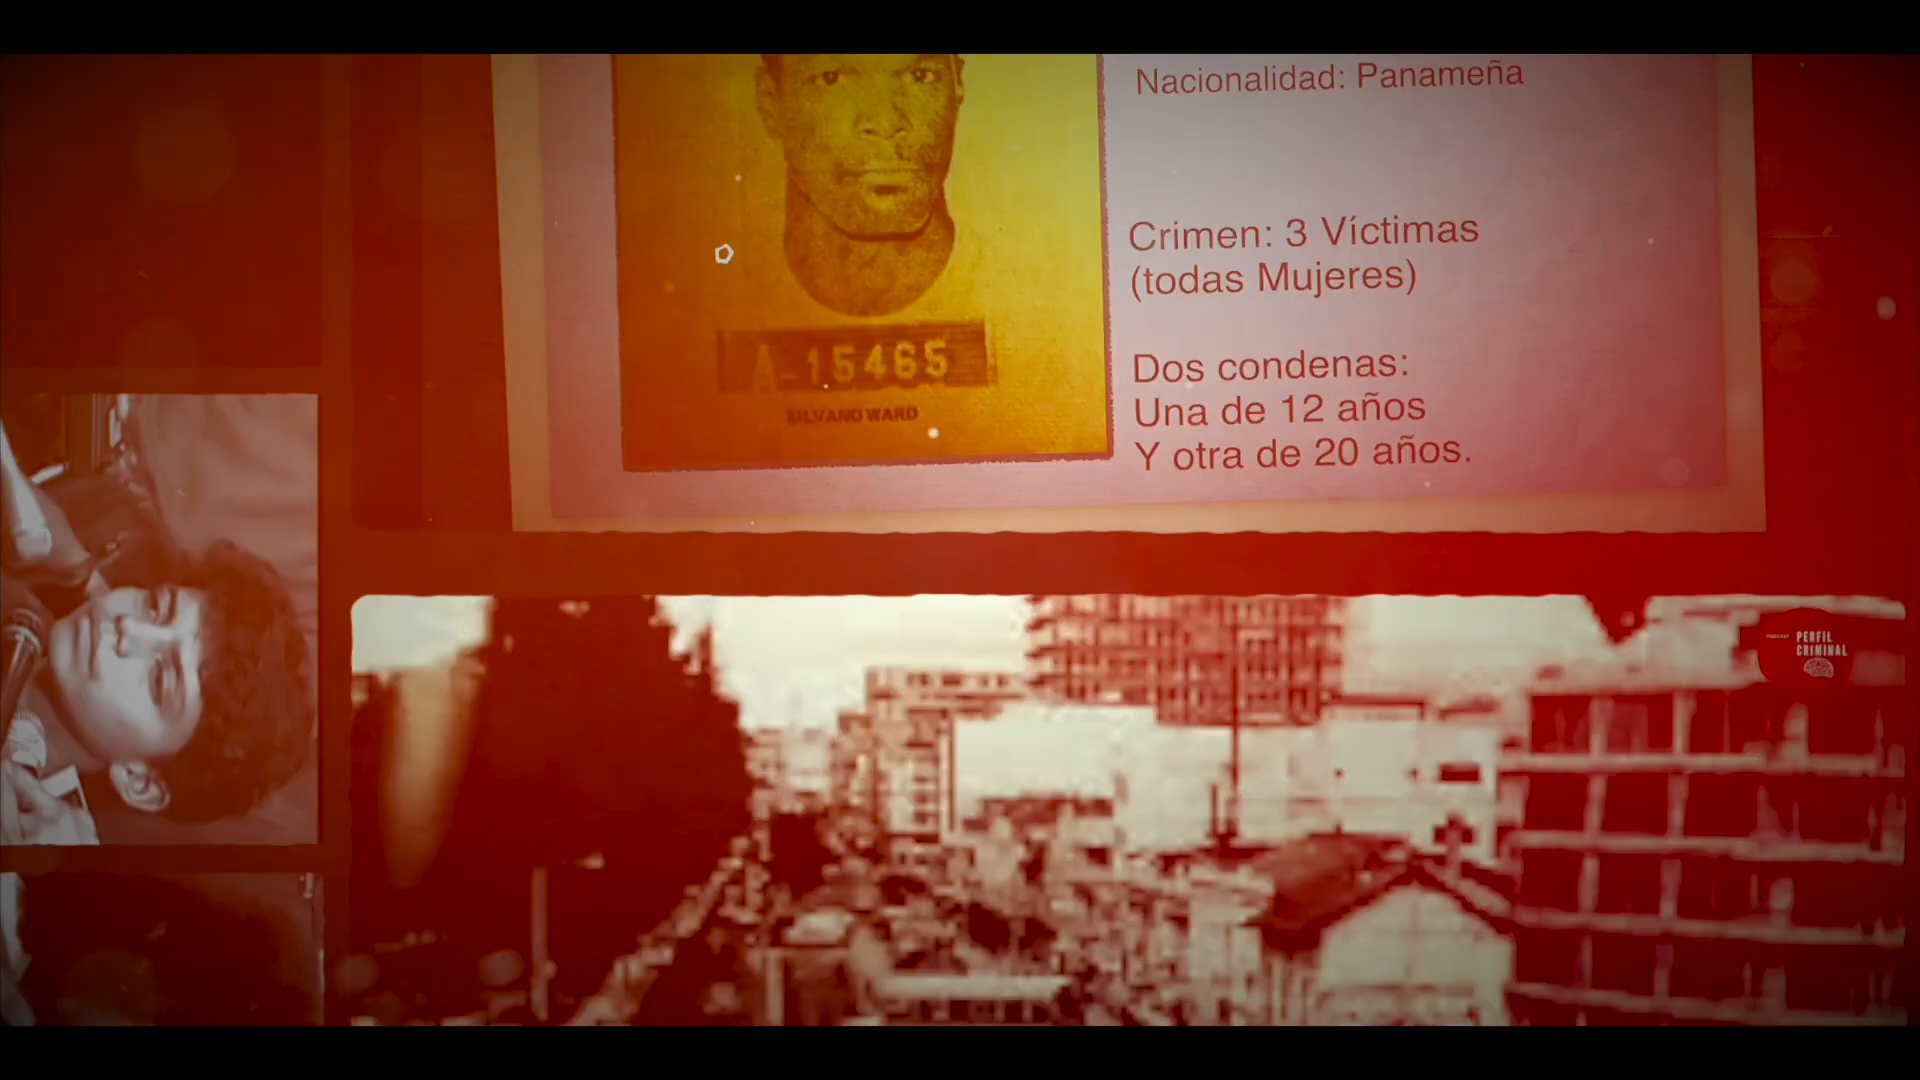 Nacionalidad: Panameña
Crimen: 3 Víctimas
(todas Mujeres)
Dos condenas:
Una de 12 años
Y otra de 20 años.
A-15465
SILVANO WARD
PODCAST PERFIL
CRIMINAL